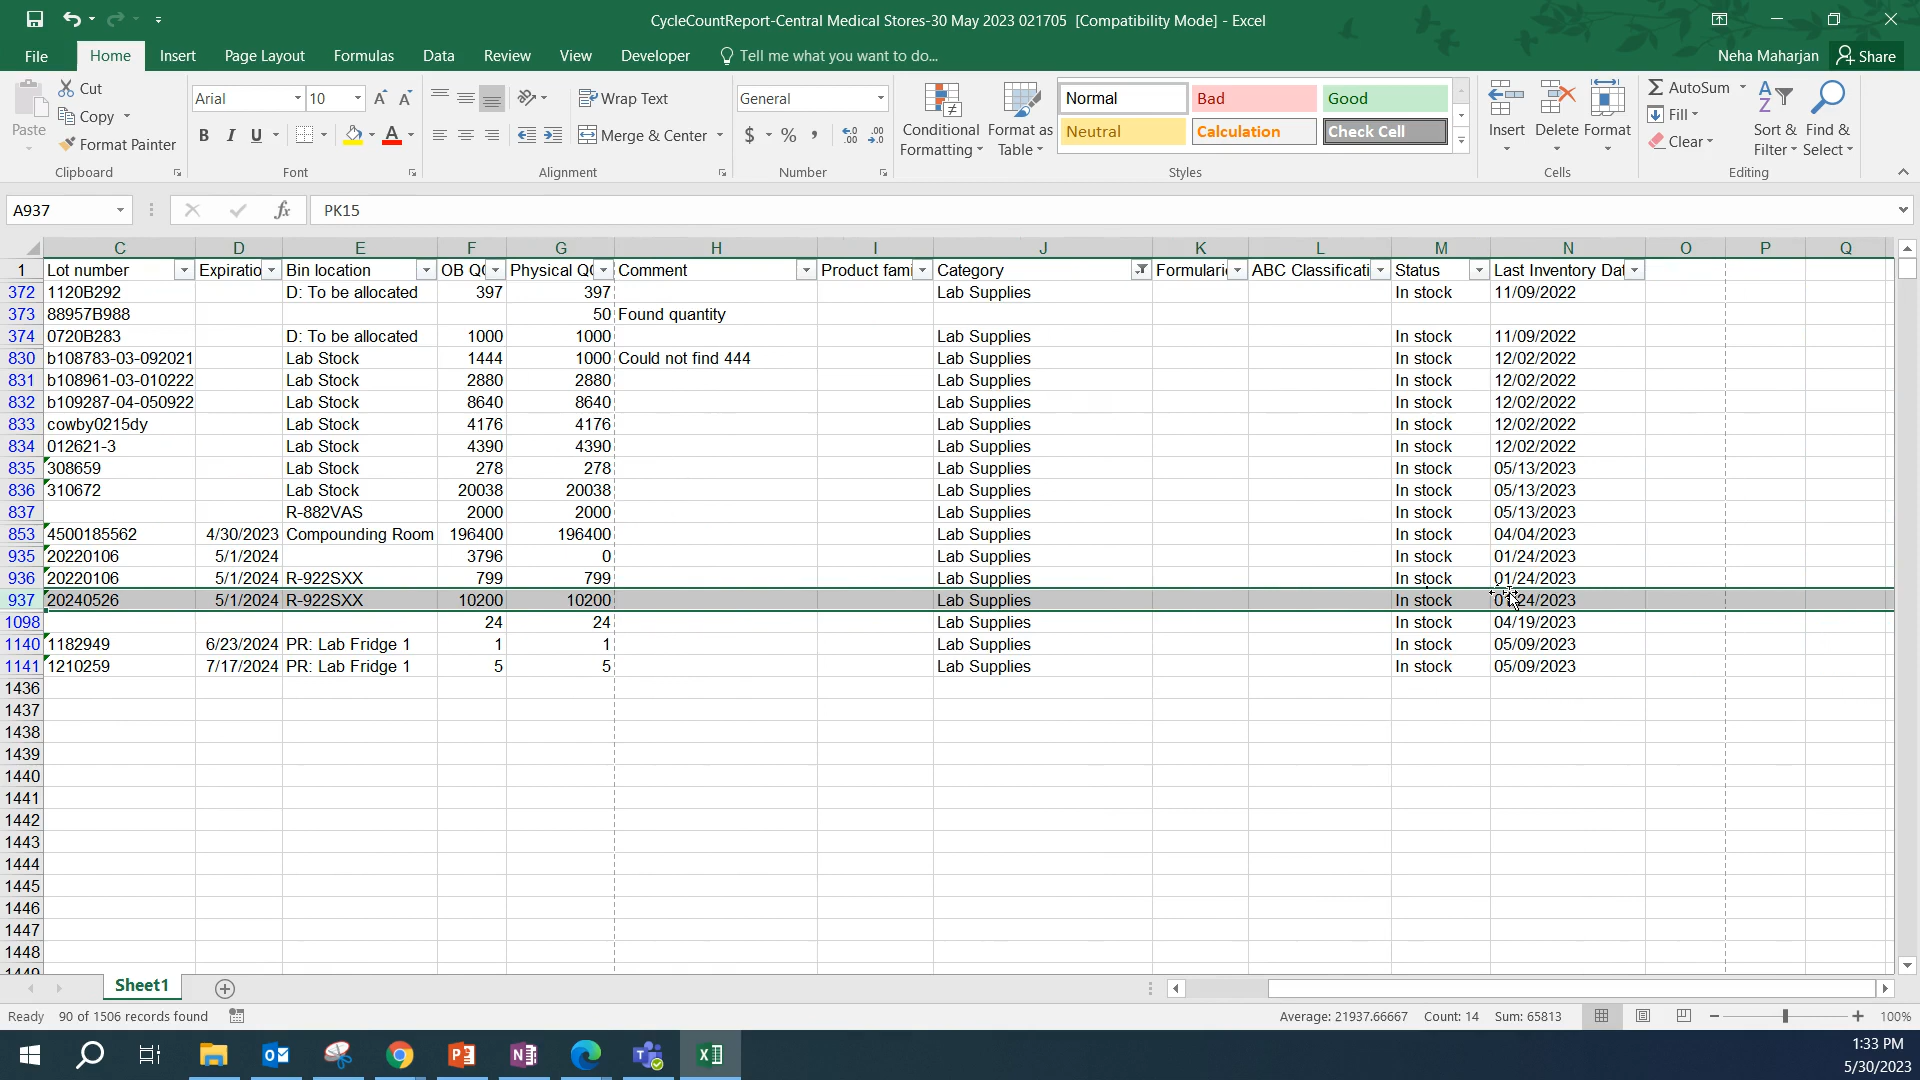 CycleCountReport-Central Medical Stores-30 May 2023 021705 [Compatibility Mode] - Excel
File Home Insert Page Layout Formulas Data Review View Developer Tell me what you want to do... Neha Maharjan Share
Paste Cut Copy Format Painter Clipboard
Arial 10 B I U A Font
Wrap Text Merge & Center Alignment
General $ % , Number
Conditional Formatting Format as Table
Normal Bad Good
Neutral Calculation Check Cell
Styles
Insert Delete Format Cells
AutoSum Fill Clear Sort & Filter Find & Select Editing
A937 fx PK15
C D E F G H I J K L M N O P Q
1 Lot number Expiratio Bin location OB Q Physical Q Comment Product fami Category Formulari ABC Classificati Status Last Inventory Dat
372 1120B292 D: To be allocated 397 397 Lab Supplies In stock 11/09/2022
373 88957B988 50 Found quantity
374 0720B283 D: To be allocated 1000 1000 Lab Supplies In stock 11/09/2022
830 b108783-03-092021 Lab Stock 1444 1000 Could not find 444 Lab Supplies In stock 12/02/2022
831 b108961-03-010222 Lab Stock 2880 2880 Lab Supplies In stock 12/02/2022
832 b109287-04-050922 Lab Stock 8640 8640 Lab Supplies In stock 12/02/2022
833 cowby0215dy Lab Stock 4176 4176 Lab Supplies In stock 12/02/2022
834 012621-3 Lab Stock 4390 4390 Lab Supplies In stock 12/02/2022
835 308659 Lab Stock 278 278 Lab Supplies In stock 05/13/2023
836 310672 Lab Stock 20038 20038 Lab Supplies In stock 05/13/2023
837 R-882VAS 2000 2000 Lab Supplies In stock 05/13/2023
853 4500185562 4/30/2023 Compounding Room 196400 196400 Lab Supplies In stock 04/04/2023
935 20220106 5/1/2024 3796 0 Lab Supplies In stock 01/24/2023
936 20220106 5/1/2024 R-922SXX 799 799 Lab Supplies In stock 01/24/2023
937 20240526 5/1/2024 R-922SXX 10200 10200 Lab Supplies In stock 01/24/2023
1098 24 24 Lab Supplies In stock 04/19/2023
1140 1182949 6/23/2024 PR: Lab Fridge 1 1 1 Lab Supplies In stock 05/09/2023
1141 1210259 7/17/2024 PR: Lab Fridge 1 5 5 Lab Supplies In stock 05/09/2023
1436
1437
1438
1439
1440
1441
1442
1443
1444
1445
1446
1447
1448
1449
Sheet1
Ready 90 of 1506 records found Average: 21937.66667 Count: 14 Sum: 65813 100%
1:33 PM
5/30/2023